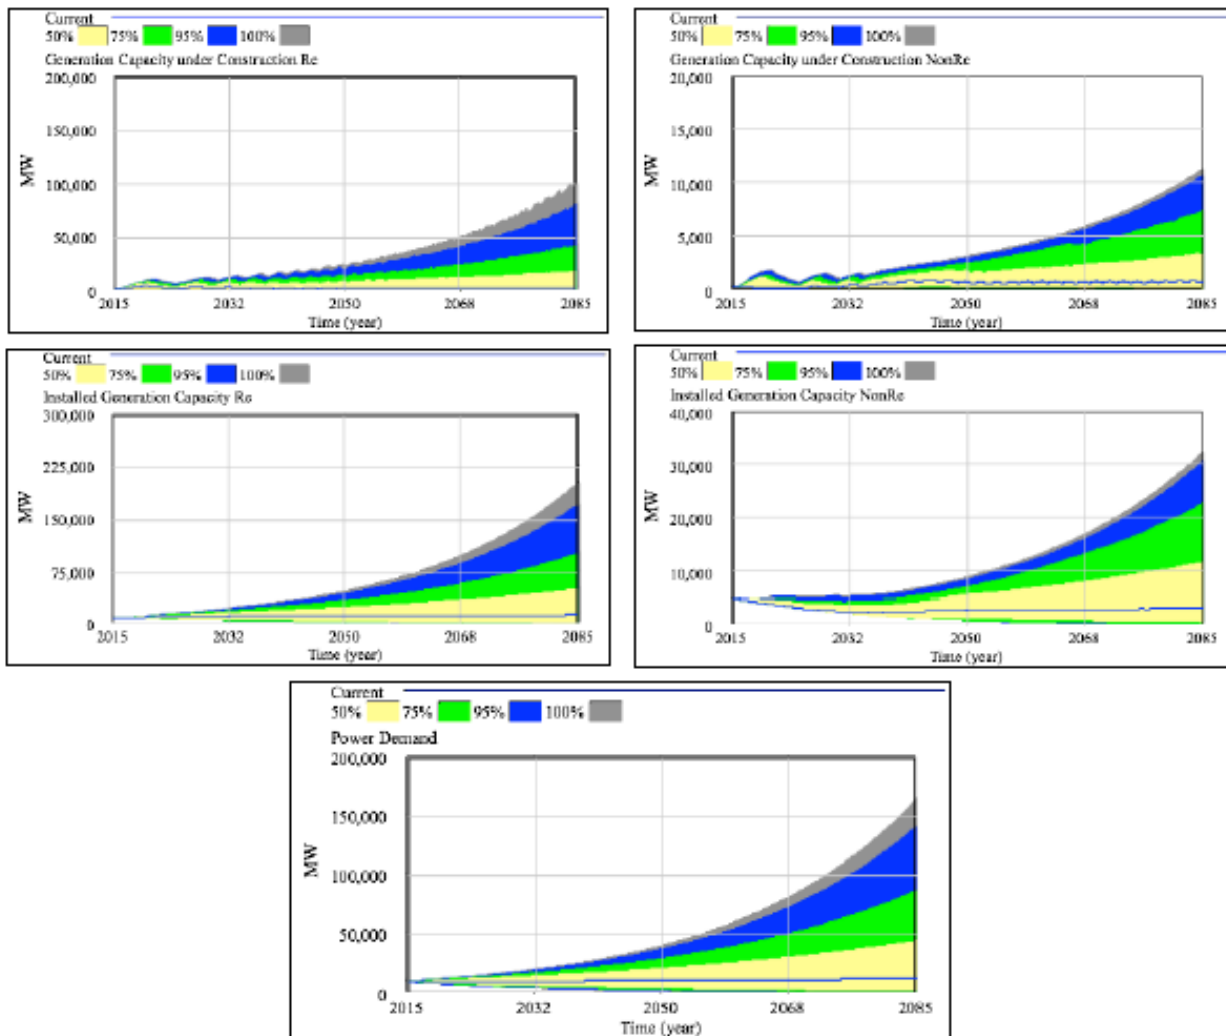 Current
50% 75% 95% 100%
Generation Capacity under Construction Re
200,000
150,000
100,000
50,000
0
MW
2015 2032 2050 2068 2085
Time (year)
Current
50% 75% 95% 100%
Generation Capacity under Construction NonRe
20,000
15,000
10,000
5,000
0
MW
2015 2032 2050 2068 2085
Time (year)
Current
50% 75% 95% 100%
Installed Generation Capacity Re
300,000
225,000
150,000
75,000
0
MW
2015 2032 2050 2068 2085
Time (year)
Current
50% 75% 95% 100%
Installed Generation Capacity NonRe
40,000
30,000
20,000
10,000
0
MW
2015 2032 2050 2068 2085
Time (year)
Current
50% 75% 95% 100%
Power Demand
200,000
150,000
100,000
50,000
0
MW
2015 2032 2050 2068 2085
Time (year)